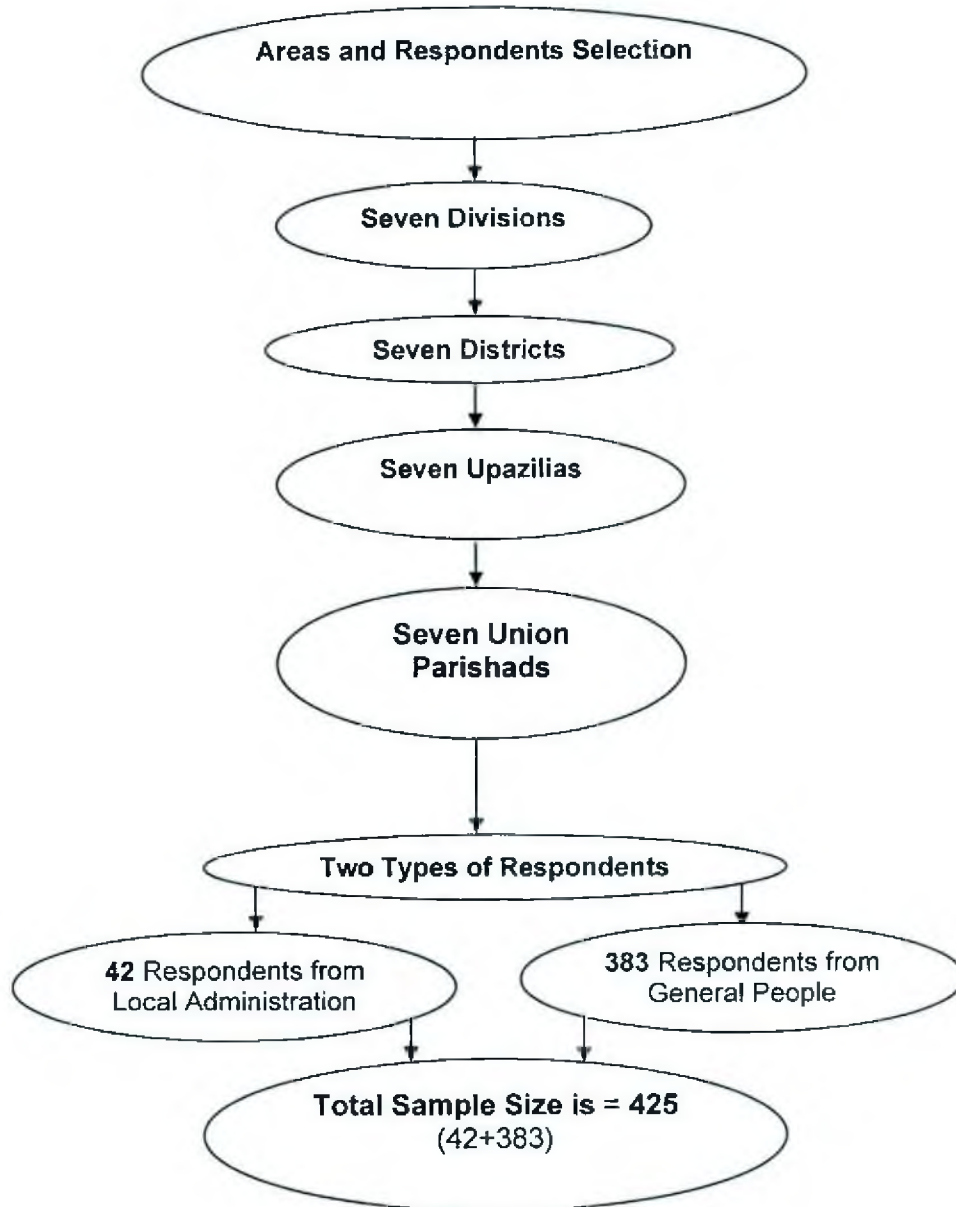 Areas and Respondents Selection
Seven Divisions
Seven Districts
Seven Upazilias
Seven Union
Parishads
Two Types of Respondents
42 Respondents from
Local Administration
383 Respondents from
General People
Total Sample Size is = 425
(42+383)